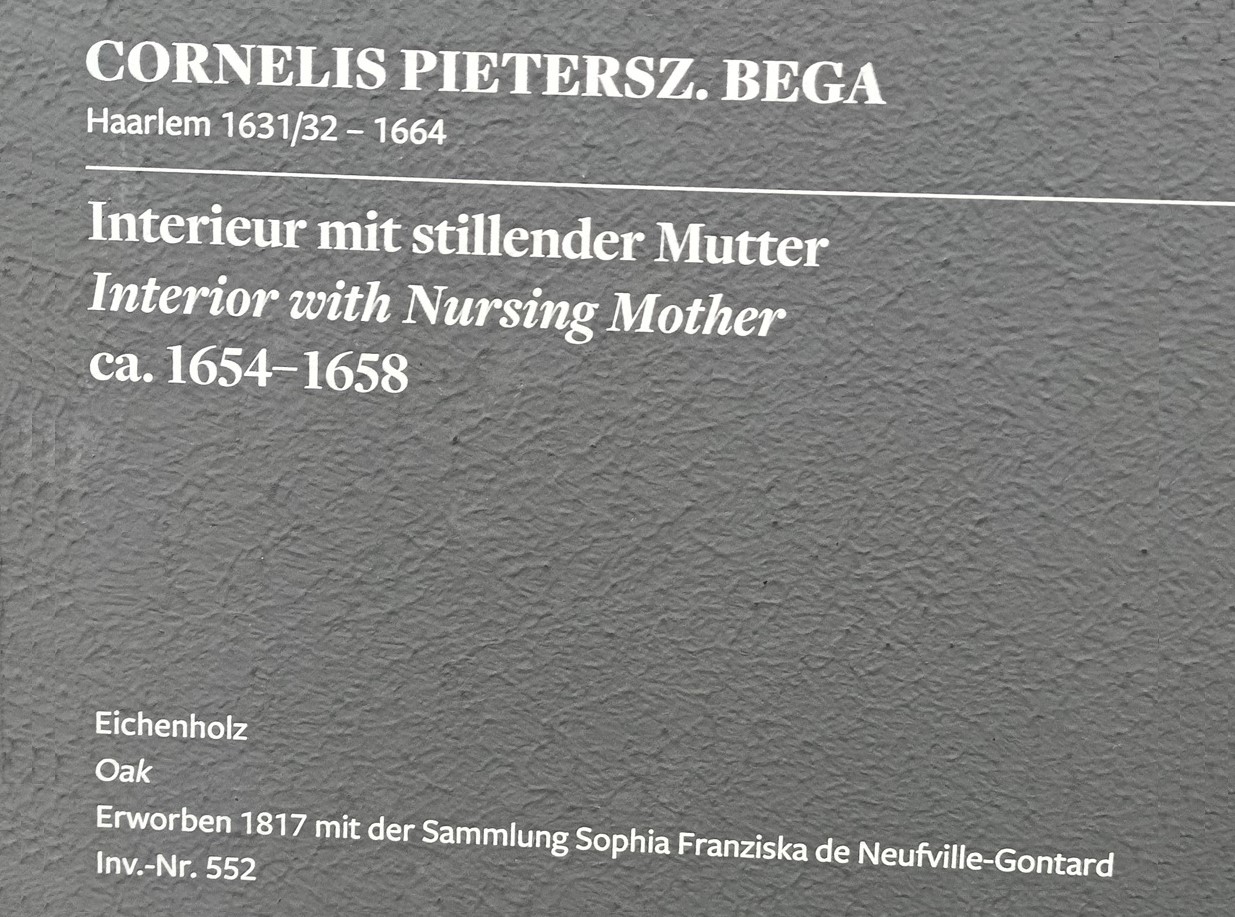 CORNELIS PIETERSZ. BEGA
Haarlem 1631/32 – 1664
Interieur mit stillender Mutter
Interior with Nursing Mother
ca. 1654–1658
Eichenholz
Oak
Erworben 1817 mit der Sammlung Sophia Franziska de Neufville-Gontard
Inv.-Nr. 552